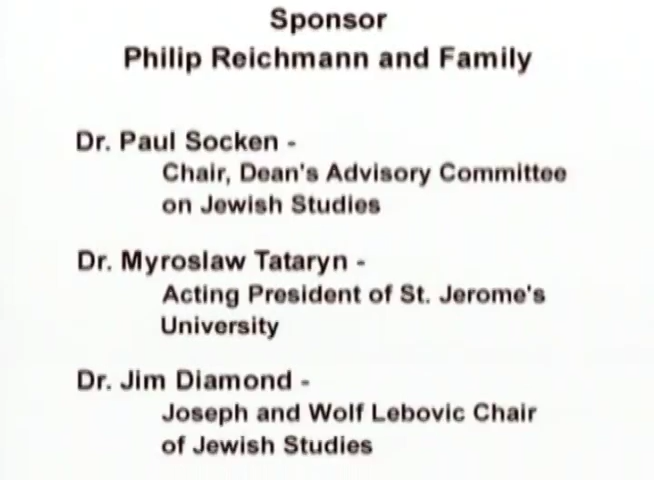 Sponsor
Philip Reichmann and Family
Dr. Paul Socken -
Chair, Dean's Advisory Committee
on Jewish Studies
Dr. Myroslaw Tataryn -
Acting President of St. Jerome's
University
Dr. Jim Diamond -
Joseph and Wolf Lebovic Chair
of Jewish Studies